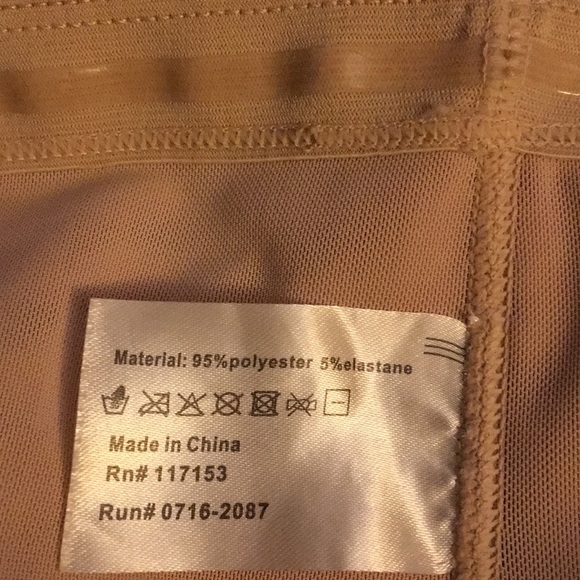 Material: 95%polyester 5%elastane
Made in China
Rn# 117153
Run# 0716-2087